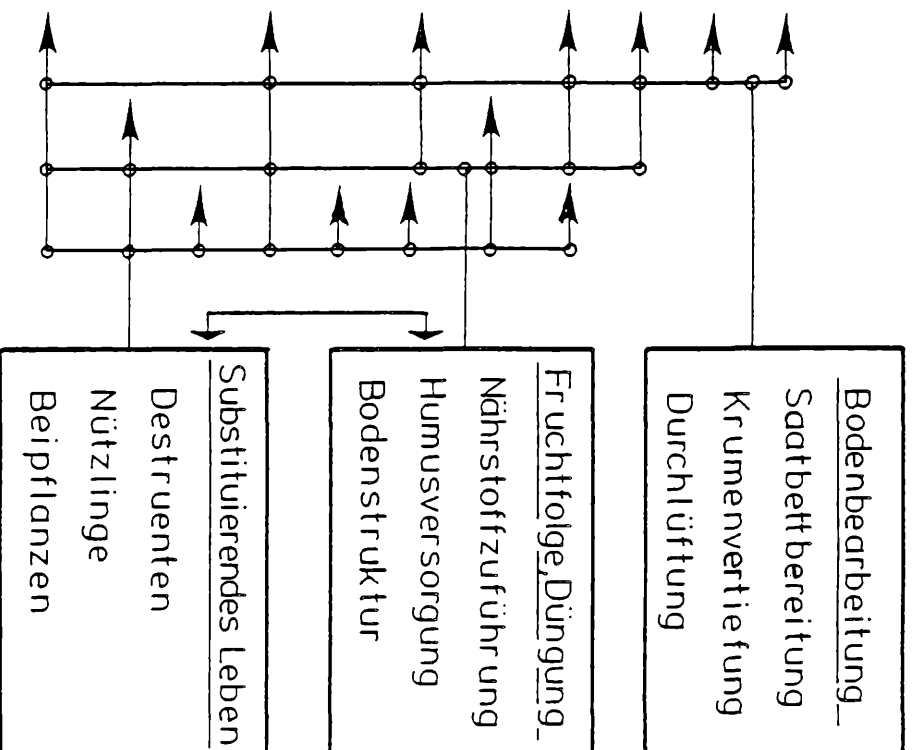 Bodenbearbeitung
Saatbettbereitung
Krumenvertiefung
Durchlüftung
Fruchtfolge,Düngung
Nährstoffzuführung
Humusversorgung
Bodenstruktur
Substituierendes Leben
Destruenten
Nützlinge
Beipflanzen